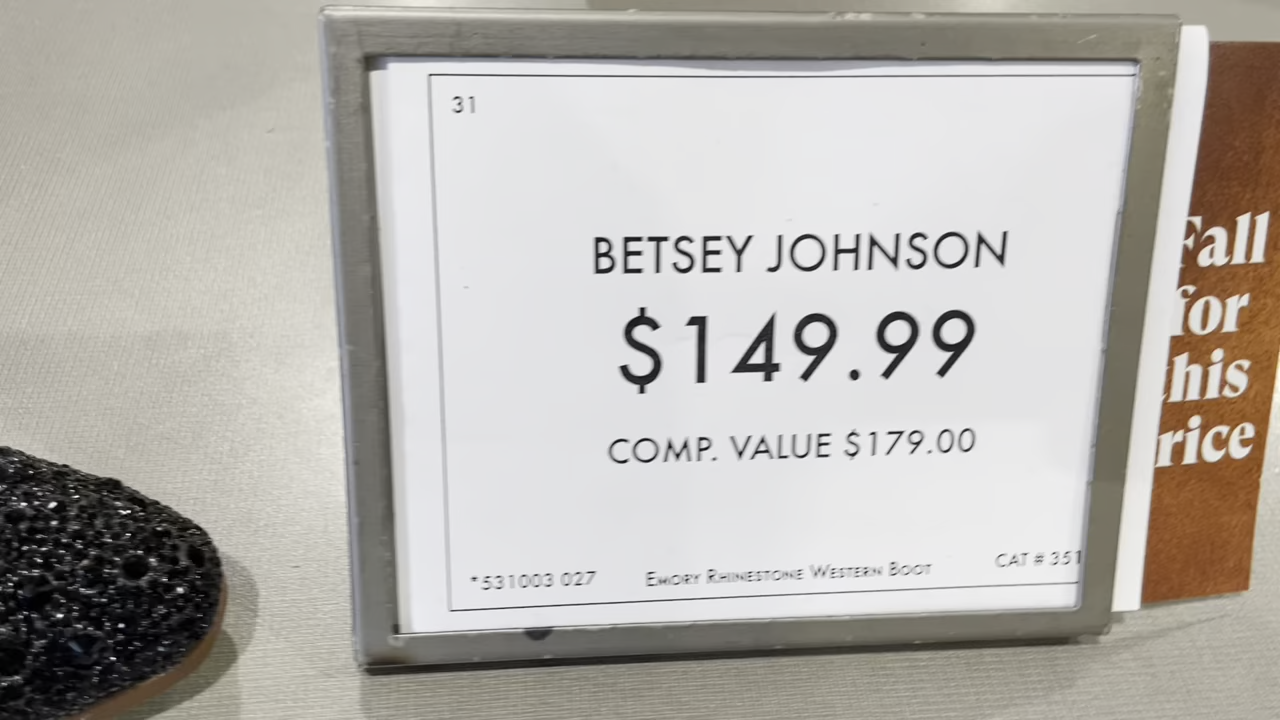 31
BETSEY JOHNSON
$149.99
COMP. VALUE $179.00
*531003 027 EMORY RHINESTONE WESTERN BOOT CAT # 351
Fall
for
this
rice